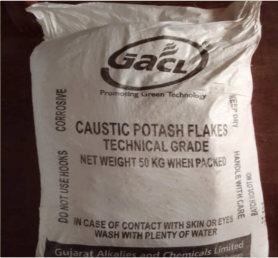 GACL
Promoting Green Technology
CORROSIVE
DO NOT USE HOOKS
CAUSTIC POTASH FLAKES
TECHNICAL GRADE
NET WEIGHT 50 KG WHEN PACKED
KEEP DRY
HANDLE WITH CARE
IN CASE OF CONTACT WITH SKIN OR EYES
WASH WITH PLENTY OF WATER
Gujarat Alkalies and Chemicals Limited